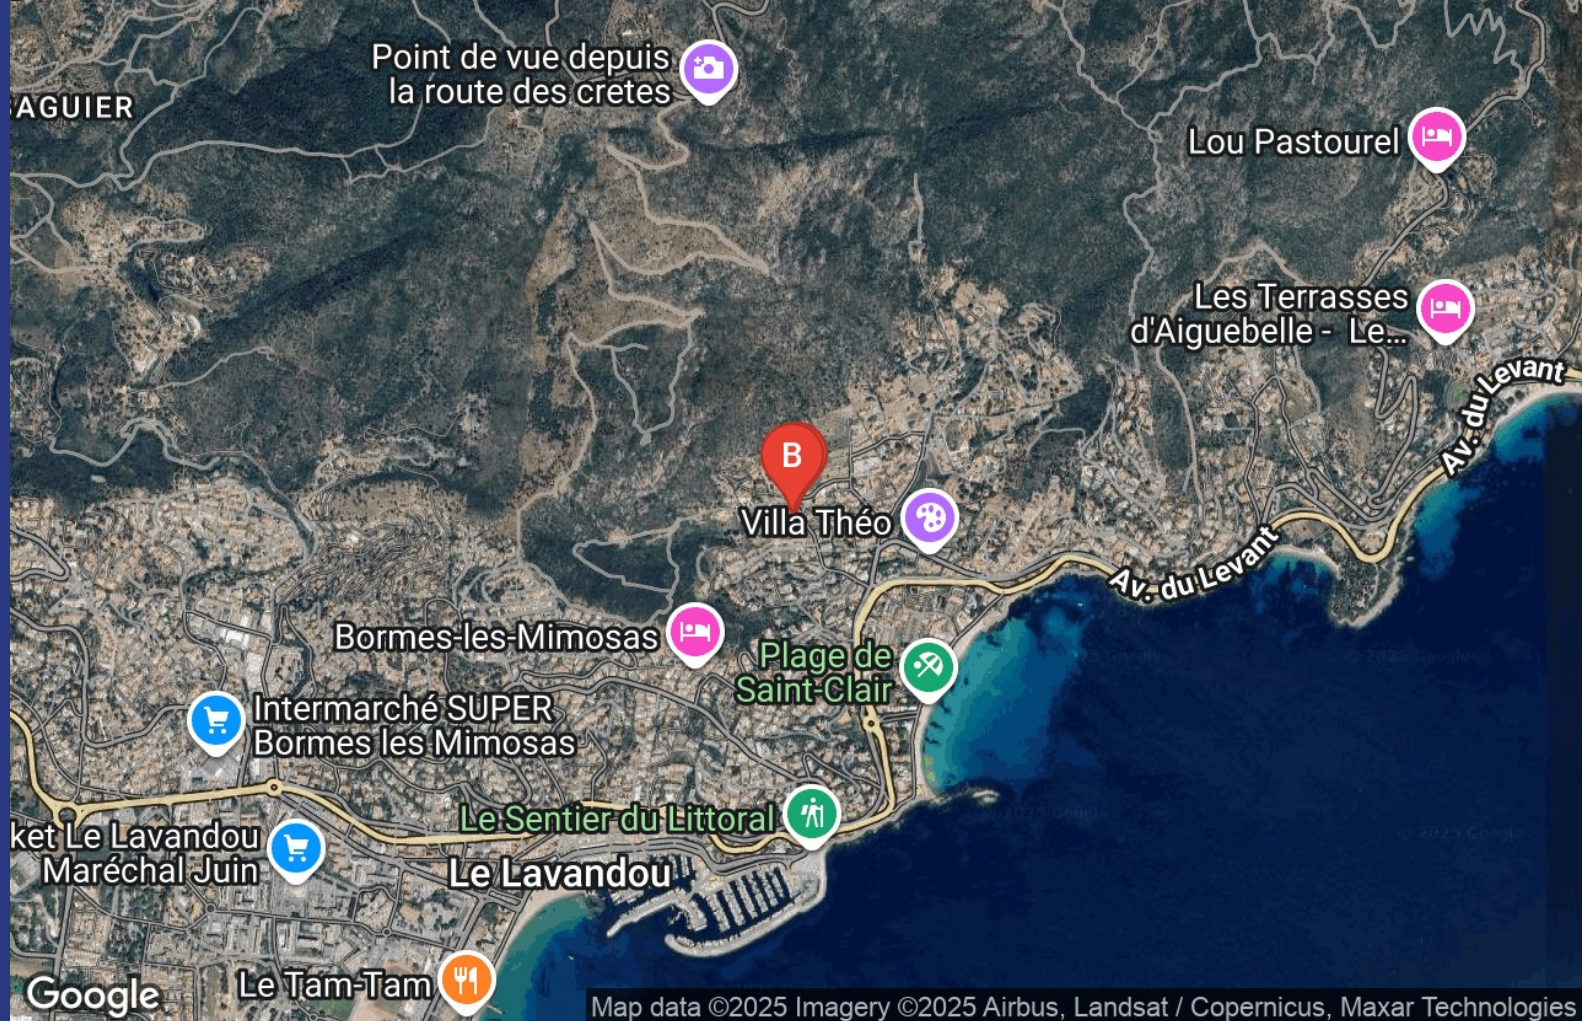 Point de vue depuis
la route des cretes
AGUIER
Lou Pastourel
Les Terrasses
d'Aiguebelle - Le...
Av. du Levant
B
Villa Théo
Av. du Levant
Bormes-les-Mimosas
Plage de
Saint-Clair
Intermarché SUPER
Bormes les Mimosas
Le Sentier du Littoral
ket Le Lavandou
Maréchal Juin
Le Lavandou
Le Tam-Tam
Google
Map data ©2025 Imagery ©2025 Airbus, Landsat / Copernicus, Maxar Technologies